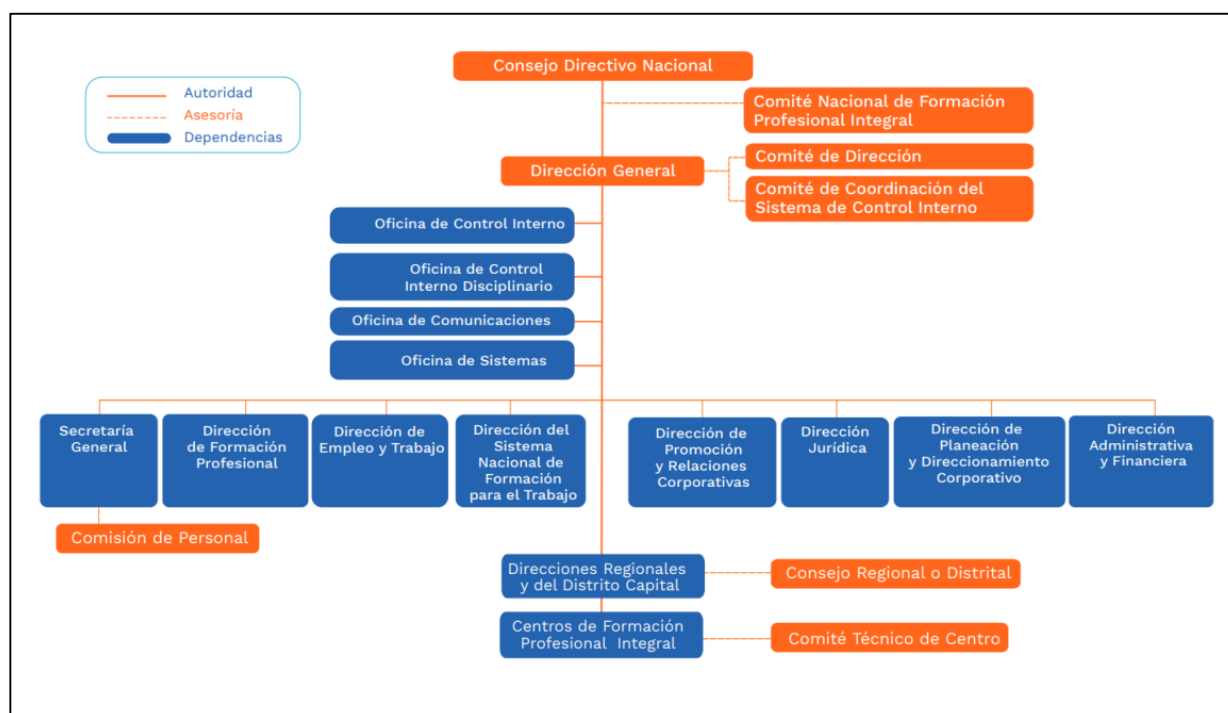 Consejo Directivo Nacional
Autoridad
Asesoría
Dependencias
Comité Nacional de Formación
Profesional Integral
Dirección General
Comité de Dirección
Comité de Coordinación del
Sistema de Control Interno
Oficina de Control Interno
Oficina de Control
Interno Disciplinario
Oficina de Comunicaciones
Oficina de Sistemas
Secretaría
General
Dirección
de Formación
Profesional
Dirección de
Empleo y Trabajo
Dirección del
Sistema
Nacional de
Formación
para el Trabajo
Dirección de
Promoción
y Relaciones
Corporativas
Dirección
Jurídica
Dirección de
Planeación
y Direccionamiento
Corporativo
Dirección
Administrativa
y Financiera
Comisión de Personal
Direcciones Regionales
y del Distrito Capital
Consejo Regional o Distrital
Centros de Formación
Profesional Integral
Comité Técnico de Centro